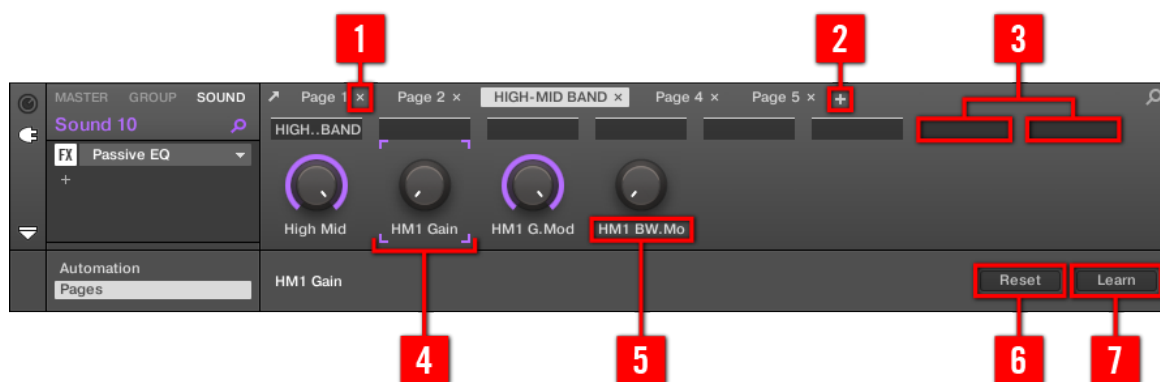 1
2
3
MASTER GROUP SOUND
Page 1 × Page 2 × HIGH-MID BAND × Page 4 × Page 5 × +
Sound 10
HIGH..BAND
FX Passive EQ
+
High Mid HM1 Gain HM1 G.Mod HM1 BW.Mo
Automation
Pages
HM1 Gain
Reset Learn
4
5
6
7